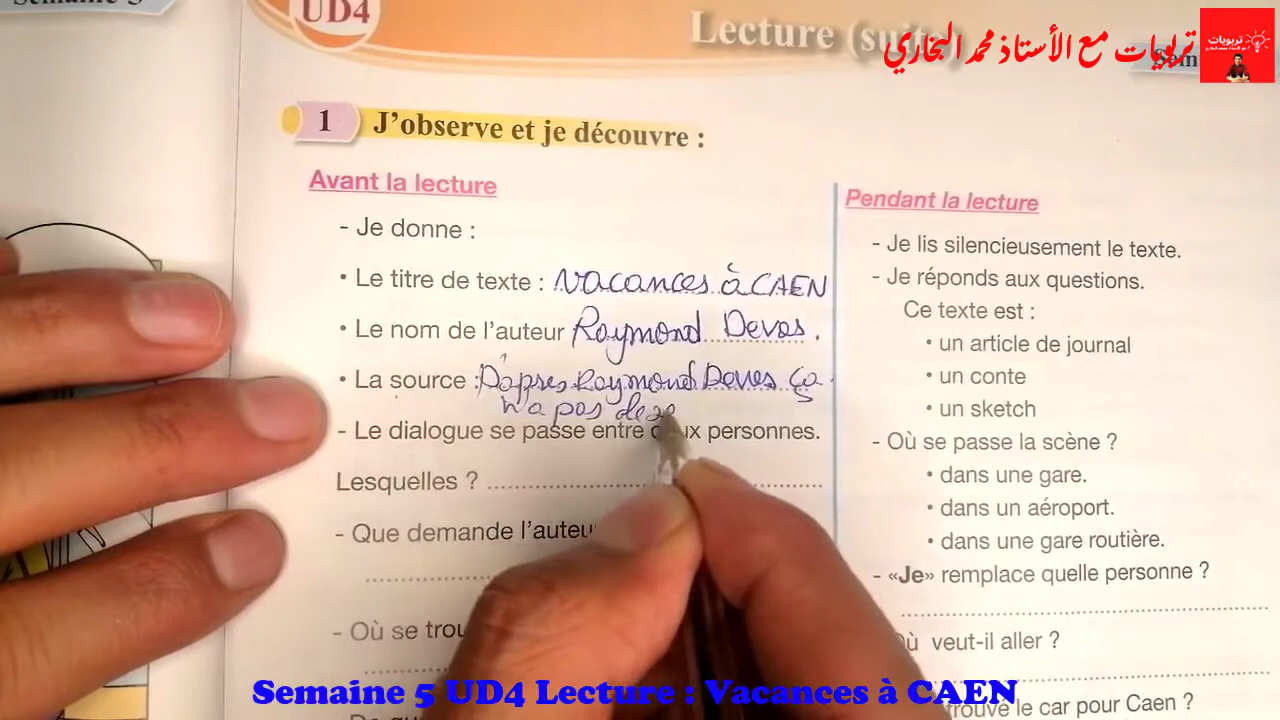 Semaine 5
UD4
Lecture (suite)
Sem
تربويات مع الأستاذ محمد البخاري
تربويات
1 J'observe et je découvre :
Avant la lecture
- Je donne :
• Le titre de texte : Vacances à CAEN
• Le nom de l'auteur Raymond Devos.
• La source : D'après Raymond Devos ça
n'a pas de
- Le dialogue se passe entre deux personnes.
Lesquelles ?
- Que demande l'auteu
- Où se trou
Pendant la lecture
- Je lis silencieusement le texte.
- Je réponds aux questions.
Ce texte est :
• un article de journal
• un conte
• un sketch
- Où se passe la scène ?
• dans une gare.
• dans un aéroport.
• dans une gare routière.
- «Je» remplace quelle personne ?
Où veut-il aller ?
trouve le car pour Caen ?
Semaine 5 UD4 Lecture : Vacances à CAEN